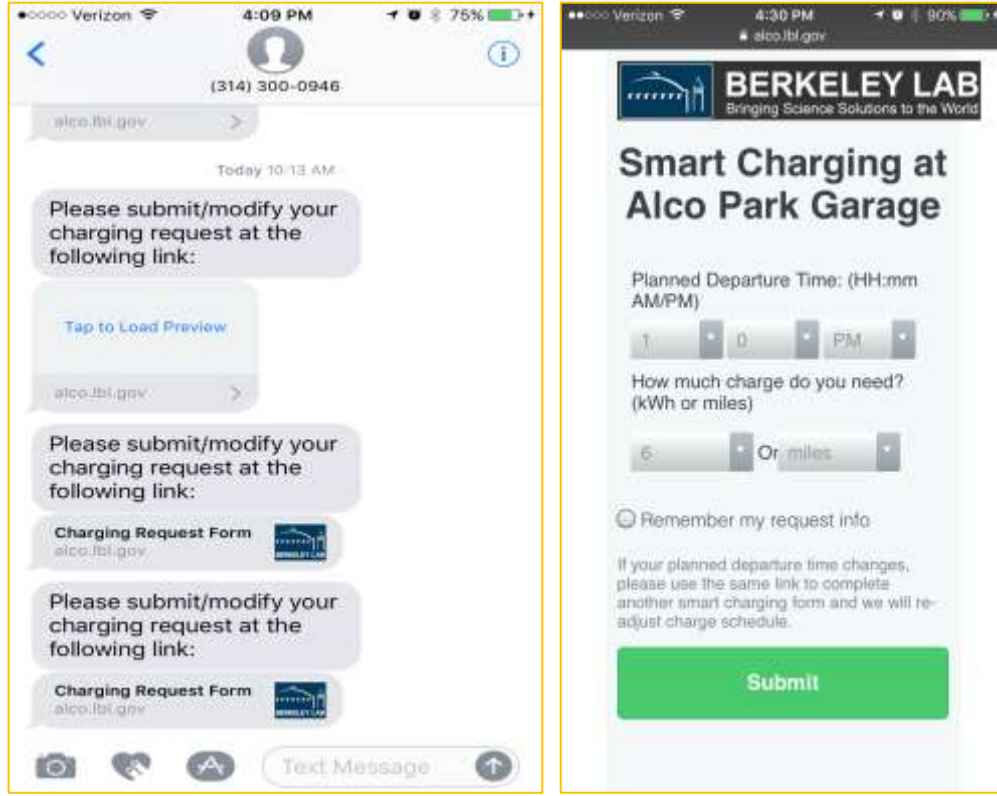 Verizon
4:09 PM
75%
(314) 300-0946
alco.lbl.gov
Today 10:13 AM
Please submit/modify your
charging request at the
following link:
Tap to Load Preview
alco.lbl.gov
Please submit/modify your
charging request at the
following link:
Charging Request Form
alco.lbl.gov
BERKELEY LAB
Please submit/modify your
charging request at the
following link:
Charging Request Form
alco.lbl.gov
BERKELEY LAB
Text Message
Verizon
4:30 PM
90%
alco.lbl.gov
BERKELEY LAB
Bringing Science Solutions to the World
Smart Charging at
Alco Park Garage
Planned Departure Time: (HH:mm
AM/PM)
1 0 PM
How much charge do you need?
(kWh or miles)
6 Or miles
Remember my request info
If your planned departure time changes,
please use the same link to complete
another smart charging form and we will re-
adjust charge schedule.
Submit